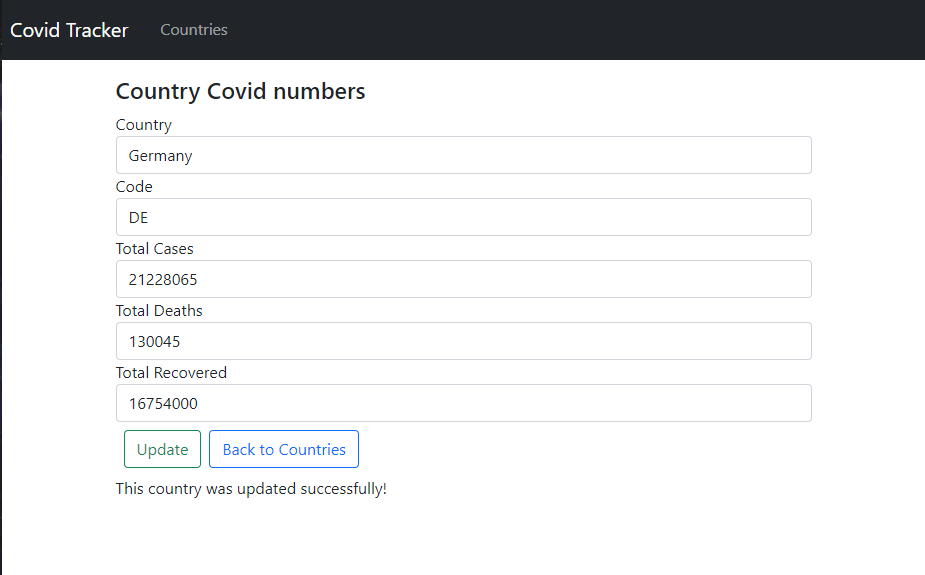 Covid Tracker Countries
Country Covid numbers
Country
Germany
Code
DE
Total Cases
21228065
Total Deaths
130045
Total Recovered
16754000
Update Back to Countries
This country was updated successfully!